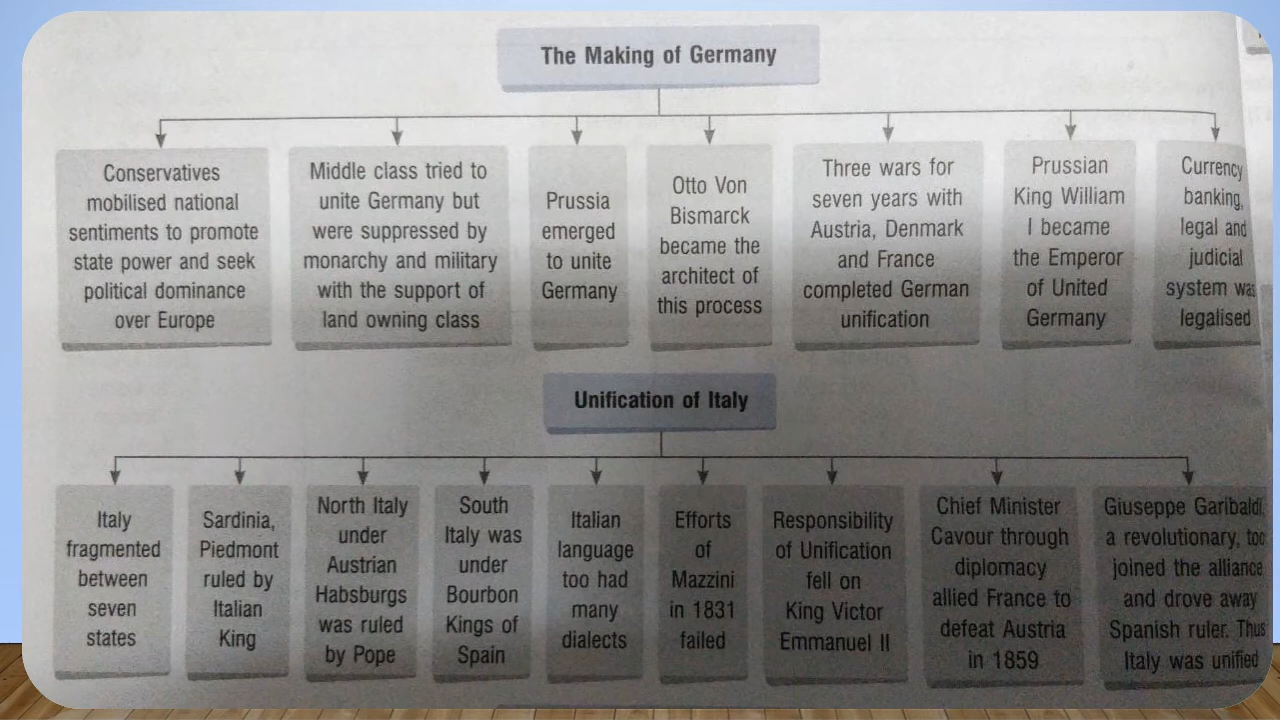 The Making of Germany
Conservatives
mobilised national
sentiments to promote
state power and seek
political dominance
over Europe
Middle class tried to
unite Germany but
were suppressed by
monarchy and military
with the support of
land owning class
Prussia
emerged
to unite
Germany
Otto Von
Bismarck
became the
architect of
this process
Three wars for
seven years with
Austria, Denmark
and France
completed German
unification
Prussian
King William
I became
the Emperor
of United
Germany
Currency
banking,
legal and
judicial
system was
legalised
Unification of Italy
Italy
fragmented
between
seven
states
Sardinia,
Piedmont
ruled by
Italian
King
North Italy
under
Austrian
Habsburgs
was ruled
by Pope
South
Italy was
under
Bourbon
Kings of
Spain
Italian
language
too had
many
dialects
Efforts
of
Mazzini
in 1831
failed
Responsibility
of Unification
fell on
King Victor
Emmanuel II
Chief Minister
Cavour through
diplomacy
allied France to
defeat Austria
in 1859
Giuseppe Garibaldi,
a revolutionary, too
joined the alliance
and drove away
Spanish ruler. Thus
Italy was unified